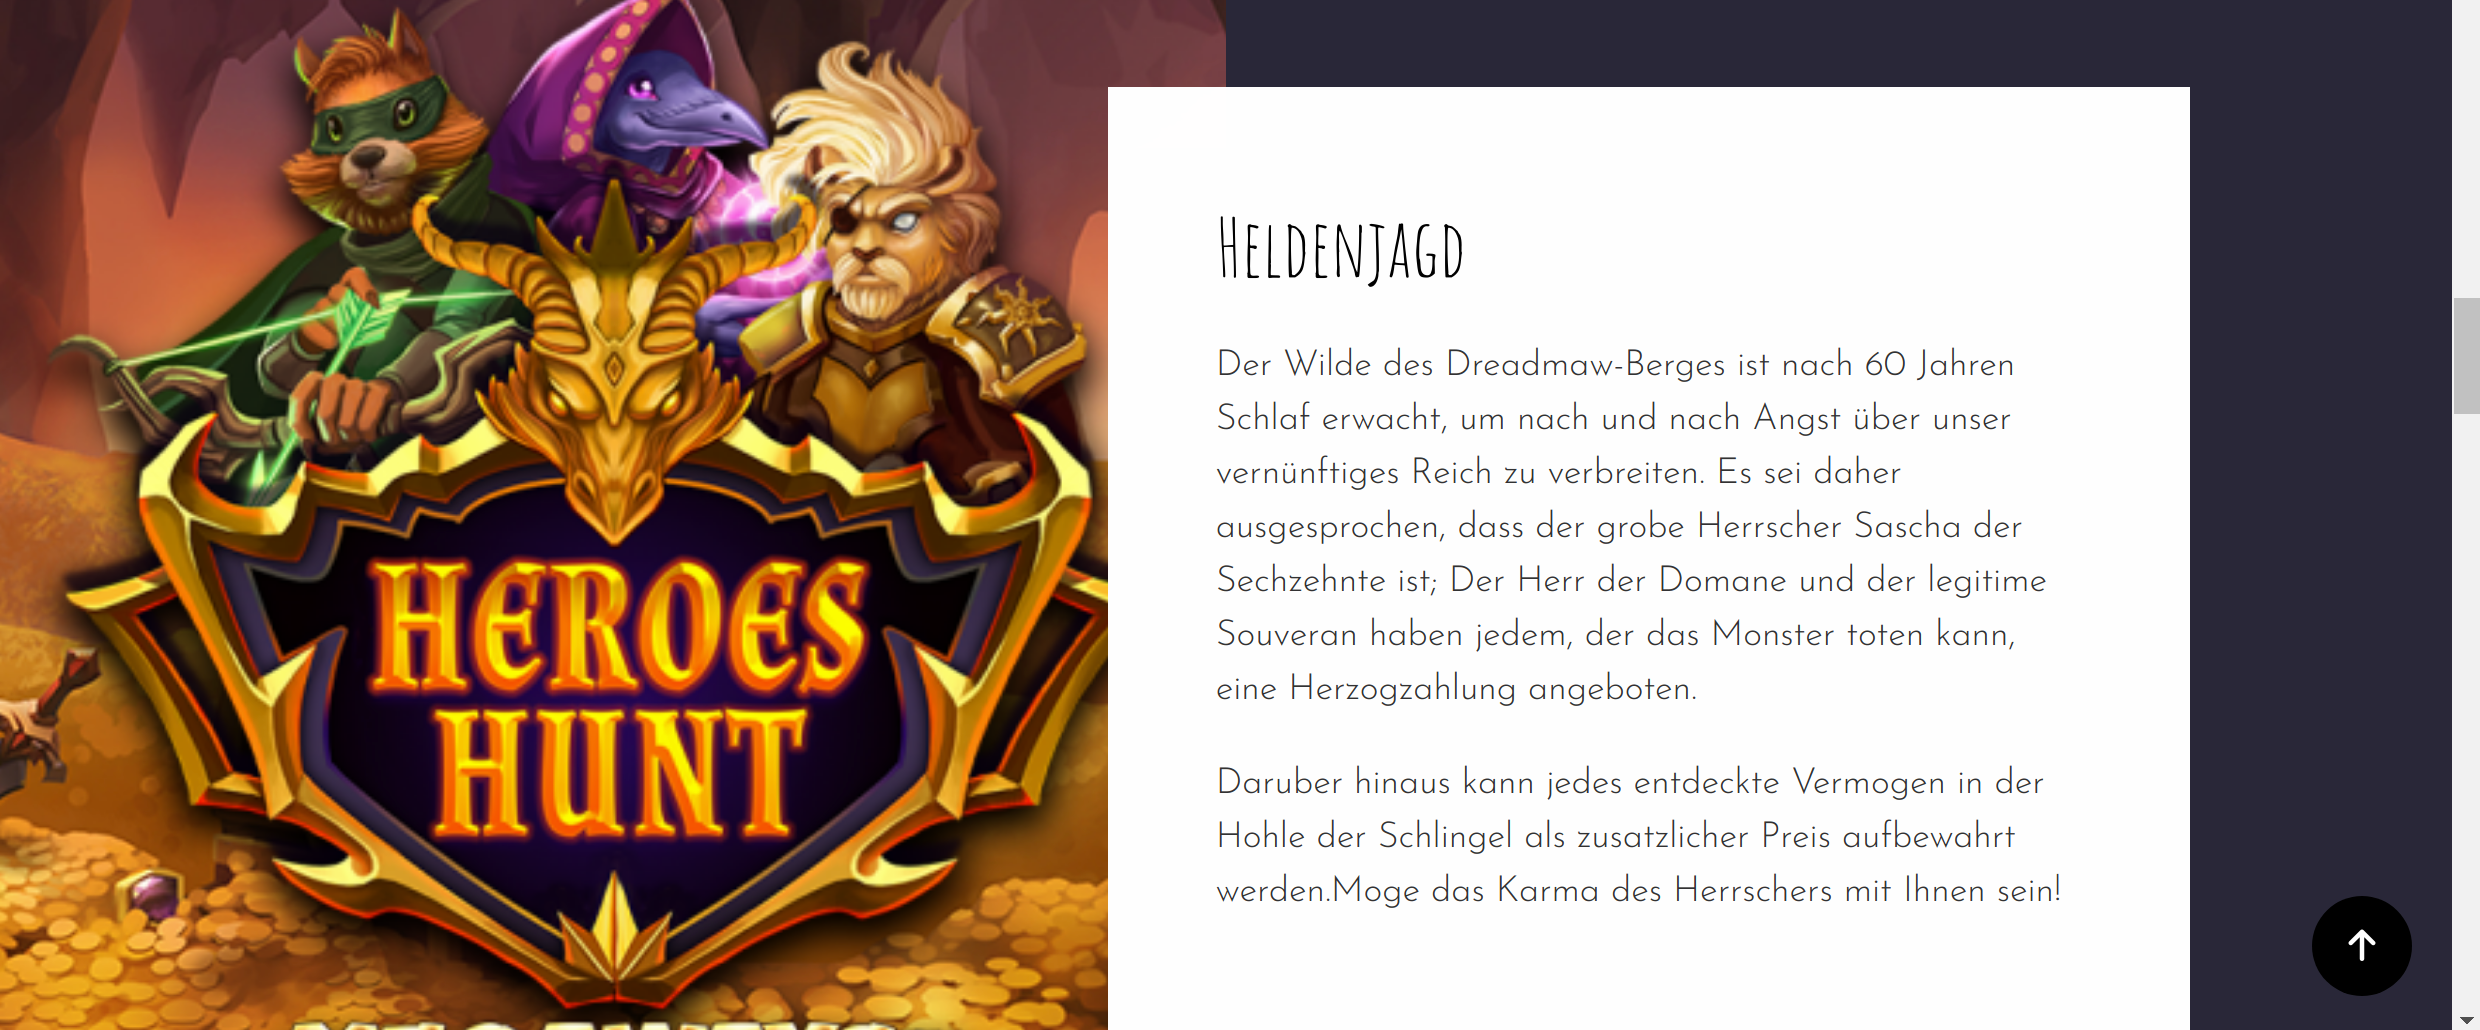 HEROES
HUNT
Heldenjagd
Der Wilde des Dreadmaw-Berges ist nach 60 Jahren
Schlaf erwacht, um nach und nach Angst über unser
vernünftiges Reich zu verbreiten. Es sei daher
ausgesprochen, dass der grobe Herrscher Sascha der
Sechzehnte ist; Der Herr der Domane und der legitime
Souveran haben jedem, der das Monster toten kann,
eine Herzogzahlung angeboten.
Daruber hinaus kann jedes entdeckte Vermogen in der
Hohle der Schlingel als zusatzlicher Preis aufbewahrt
werden.Moge das Karma des Herrschers mit Ihnen sein!